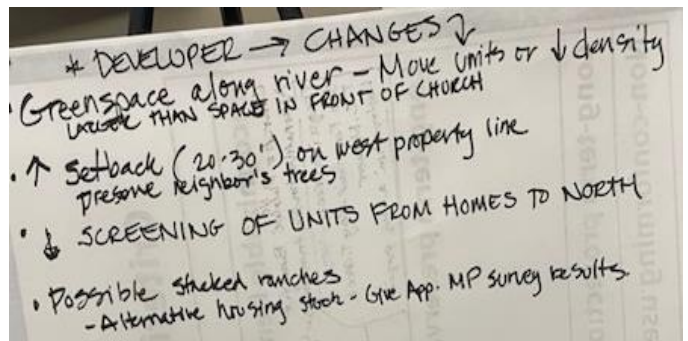 * DEVELOPER → CHANGES ↓
• Greenspace along river - Move units or ↓ density
LARGER THAN SPACE IN FRONT OF CHURCH
• ↑ Setback (20-30') on west property line
preserve neighbor's trees
• ↓ SCREENING OF UNITS FROM HOMES TO NORTH
• Possible stacked ranches
- Alternative housing stock - Give App. MP survey results.